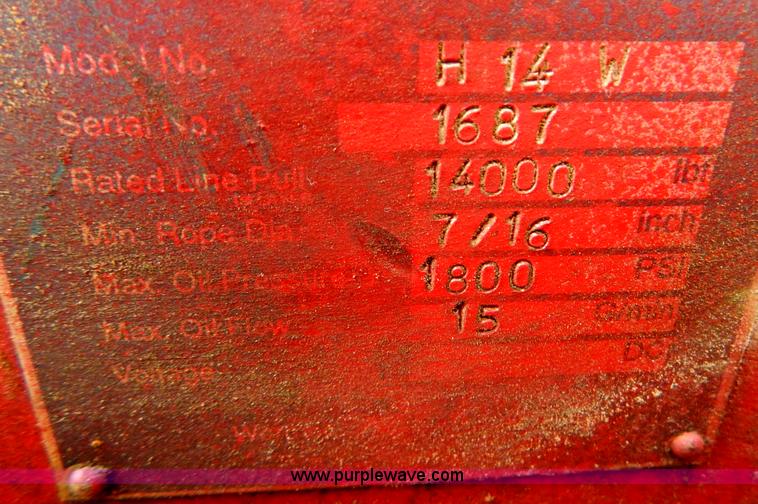 Model No. H 14 W
Serial No. 1687
Rated Line Pull 14000 lbf
Min. Rope Dia. 7/16 inch
Max. Oil Pressure 1800 PSI
Max. Oil Flow 15 G/min
Voltage DC
www.purplewave.com